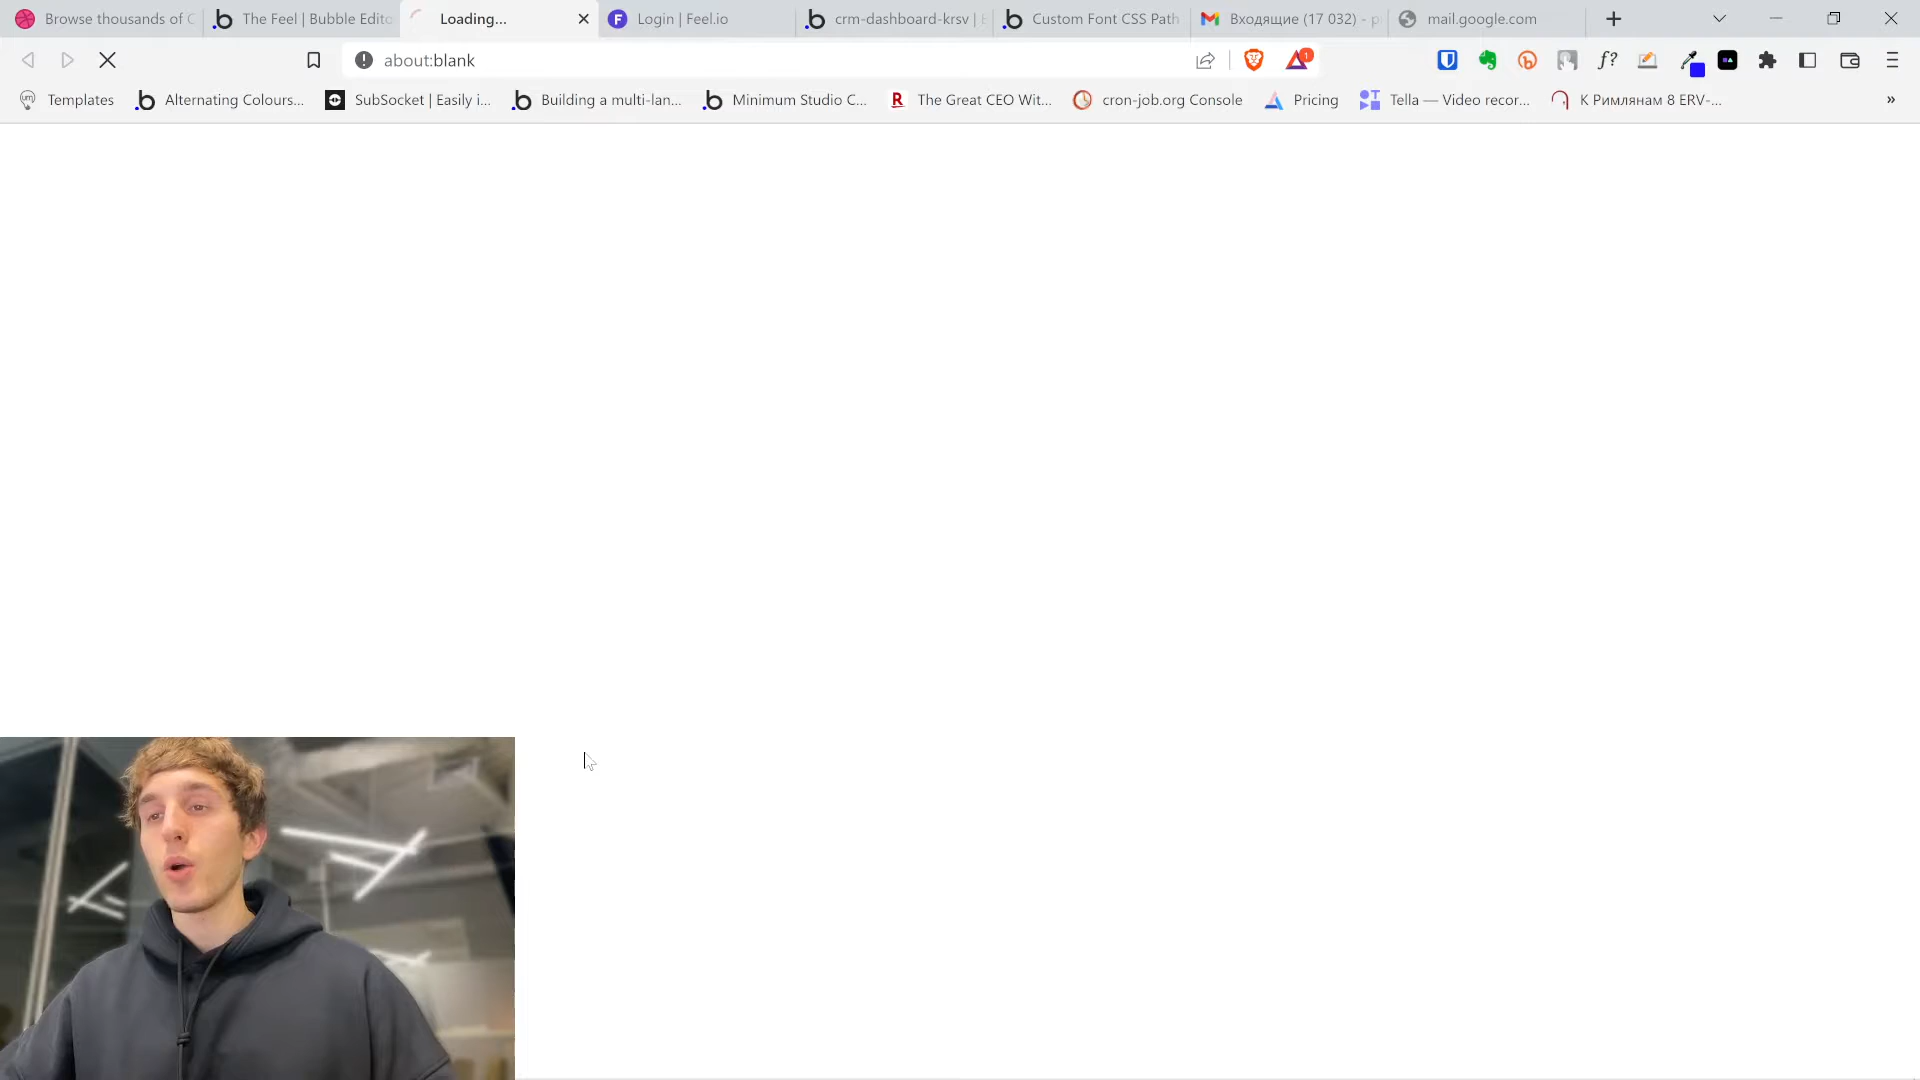 Browse thousands of C
The Feel | Bubble Edito
Loading...
Login | Feel.io
crm-dashboard-krsv | B
Custom Font CSS Path
Входящие (17 032) - p
mail.google.com
about:blank
1
f?
Templates
Alternating Colours...
SubSocket | Easily i...
Building a multi-lan...
Minimum Studio C...
The Great CEO Wit...
cron-job.org Console
Pricing
Tella — Video recor...
К Римлянам 8 ERV-...
»